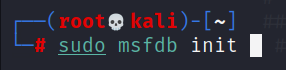 ┌──(root💀kali)-[~]
└─# sudo msfdb init